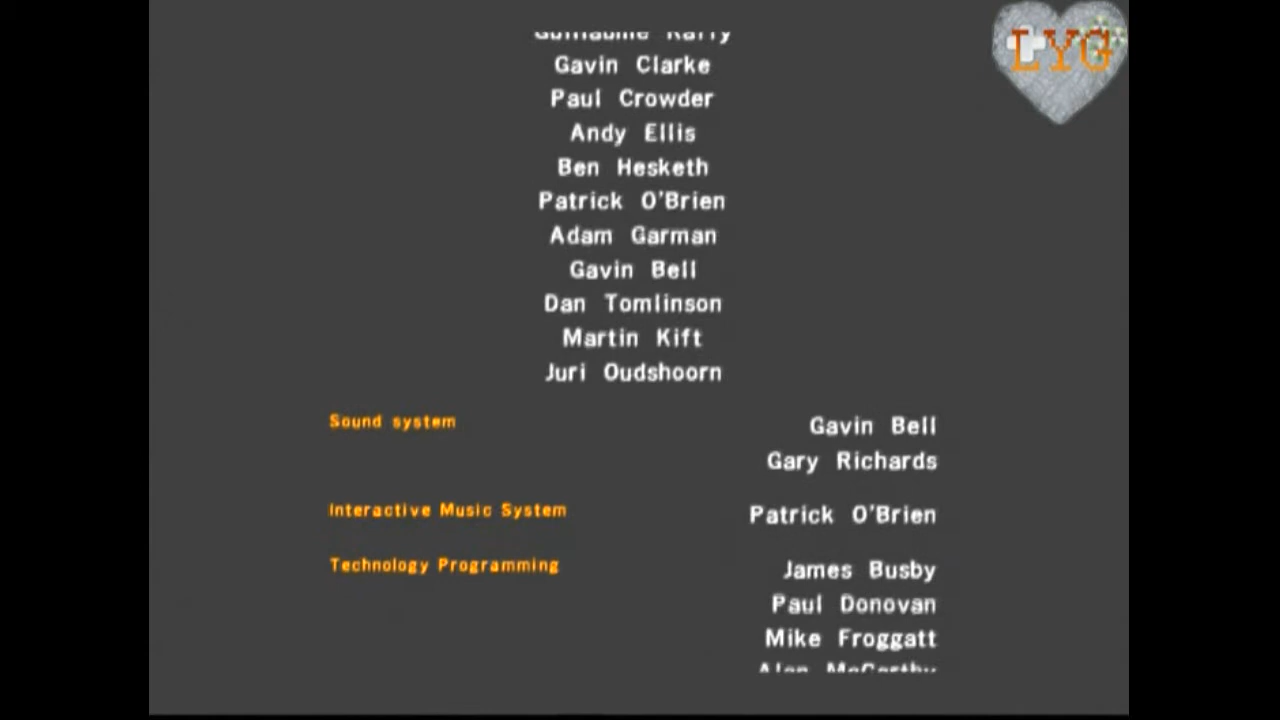 LYG
Gavin Clarke
Paul Crowder
Andy Ellis
Ben Hesketh
Patrick O'Brien
Adam Garman
Gavin Bell
Dan Tomlinson
Martin Kift
Juri Oudshoorn
Sound system
Gavin Bell
Gary Richards
Interactive Music System
Patrick O'Brien
Technology Programming
James Busby
Paul Donovan
Mike Froggatt